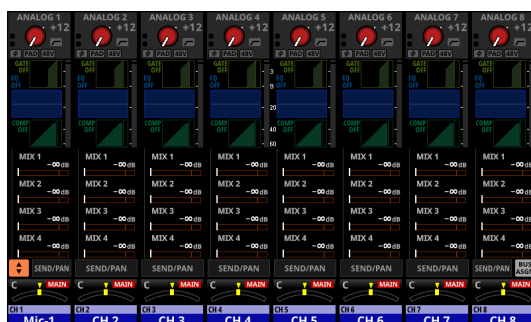 ANALOG 1 ANALOG 2 ANALOG 3 ANALOG 4 ANALOG 5 ANALOG 6 ANALOG 7 ANALOG 8
+12 +12 +12 +12 +12 +12 +12 +12
φ PAD 48V φ PAD 48V φ PAD 48V φ PAD 48V φ PAD 48V φ PAD 48V φ PAD 48V φ PAD 48V
GATE OFF GATE OFF GATE OFF GATE OFF 3 GATE OFF GATE OFF GATE OFF GATE OFF
EQ OFF EQ OFF EQ OFF EQ OFF 9 EQ OFF EQ OFF EQ OFF EQ OFF
20
COMP OFF COMP OFF COMP OFF COMP OFF 40 COMP OFF COMP OFF COMP OFF COMP OFF
60
MIX 1 MIX 1 MIX 1 MIX 1 MIX 1 MIX 1 MIX 1 MIX 1
-∞dB -∞dB -∞dB -∞dB -∞dB -∞dB -∞dB -∞dB
MIX 2 MIX 2 MIX 2 MIX 2 MIX 2 MIX 2 MIX 2 MIX 2
-∞dB -∞dB -∞dB -∞dB -∞dB -∞dB -∞dB -∞dB
MIX 3 MIX 3 MIX 3 MIX 3 MIX 3 MIX 3 MIX 3 MIX 3
-∞dB -∞dB -∞dB -∞dB -∞dB -∞dB -∞dB -∞dB
MIX 4 MIX 4 MIX 4 MIX 4 MIX 4 MIX 4 MIX 4 MIX 4
-∞dB -∞dB -∞dB -∞dB -∞dB -∞dB -∞dB -∞dB
SEND/PAN SEND/PAN SEND/PAN SEND/PAN SEND/PAN SEND/PAN SEND/PAN SEND/PAN BUS ASGN
C MAIN C MAIN C MAIN C MAIN C MAIN C MAIN C MAIN C MAIN
CH 1 CH 2 CH 3 CH 4 CH 5 CH 6 CH 7 CH 8
Mic-1 CH 2 CH 3 CH 4 CH 5 CH 6 CH 7 CH 8